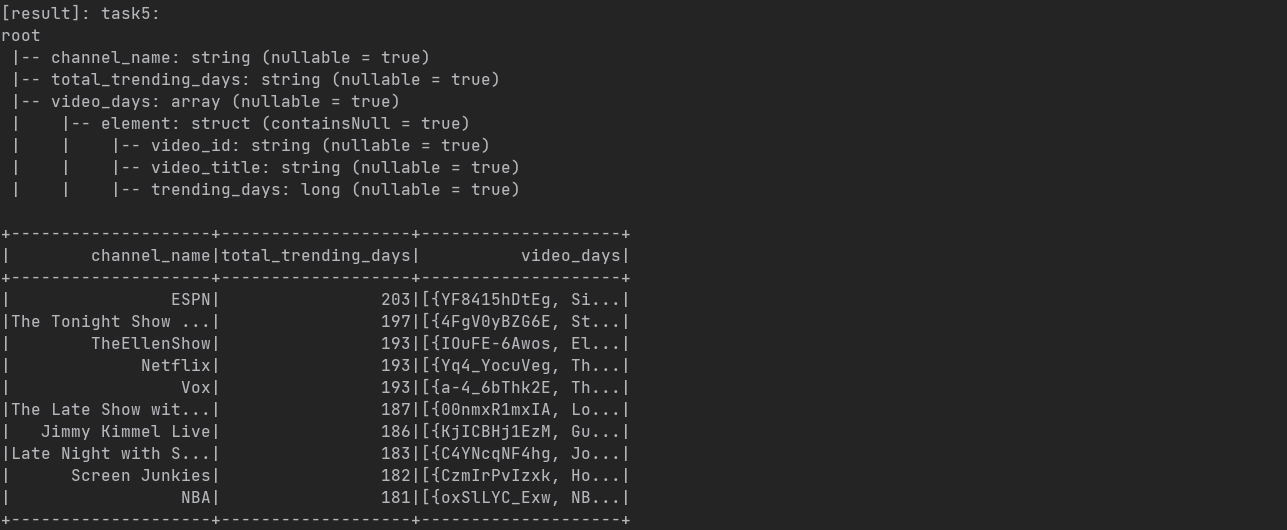 [result]: task5:
root
 |-- channel_name: string (nullable = true)
 |-- total_trending_days: string (nullable = true)
 |-- video_days: array (nullable = true)
 |    |-- element: struct (containsNull = true)
 |    |    |-- video_id: string (nullable = true)
 |    |    |-- video_title: string (nullable = true)
 |    |    |-- trending_days: long (nullable = true)

+--------------------+-------------------+--------------------+
|        channel_name|total_trending_days|          video_days|
+--------------------+-------------------+--------------------+
|                ESPN|                203|[{YF8415hDtEg, Si...|
|The Tonight Show ...|                197|[{4FgV0yBZG6E, St...|
|        TheEllenShow|                193|[{IOuFE-6Awos, El...|
|             Netflix|                193|[{Yq4_YocuVeg, Th...|
|                 Vox|                193|[{a-4_6bThk2E, Th...|
|The Late Show wit...|                187|[{00nmxR1mxIA, Lo...|
|   Jimmy Kimmel Live|                186|[{KjICBHj1EzM, Gu...|
|Late Night with S...|                183|[{C4YNcqNF4hg, Jo...|
|      Screen Junkies|                182|[{CzmIrPvIzxk, Ho...|
|                 NBA|                181|[{oxSlLYC_Exw, NB...|
+--------------------+-------------------+--------------------+